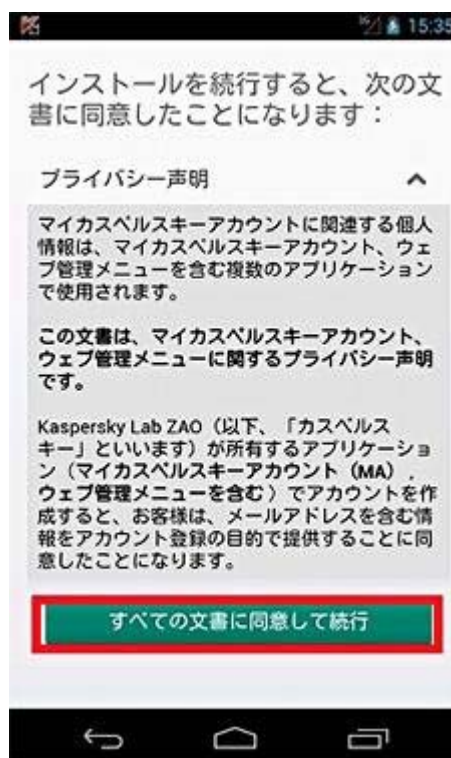 15:35
インストールを続行すると、次の文
書に同意したことになります：
プライバシー声明
マイカスペルスキーアカウントに関連する個人
情報は、マイカスペルスキーアカウント、ウェ
ブ管理メニューを含む複数のアプリケーション
で使用されます。
この文書は、マイカスペルスキーアカウント、
ウェブ管理メニューに関するプライバシー声明
です。
Kaspersky Lab ZAO（以下、「カスペルス
キー」といいます）が所有するアプリケーショ
ン（マイカスペルスキーアカウント（MA）,
ウェブ管理メニューを含む）でアカウントを作
成すると、お客様は、メールアドレスを含む情
報をアカウント登録の目的で提供することに同
意したことになります。
すべての文書に同意して続行